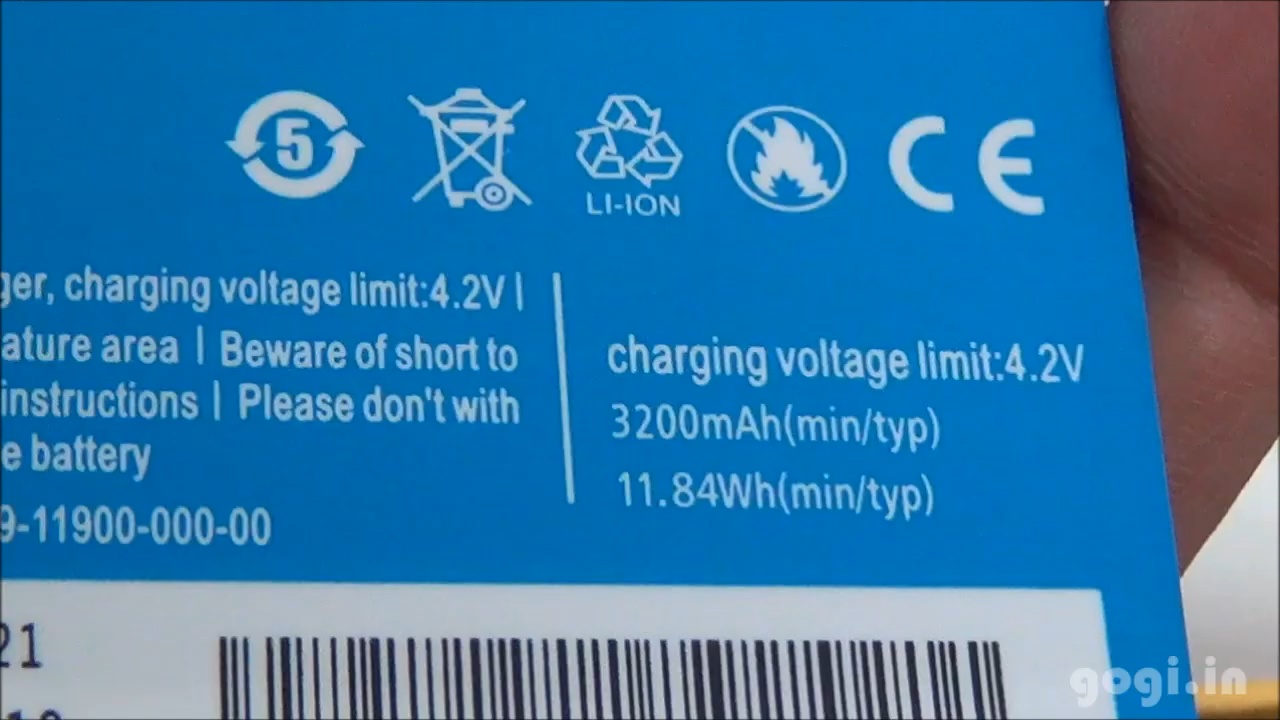 5
LI-ION
CE
ger, charging voltage limit:4.2V |
ature area | Beware of short to
instructions | Please don't with
e battery
9-11900-000-00
charging voltage limit:4.2V
3200mAh(min/typ)
11.84Wh(min/typ)
21
gogi.in